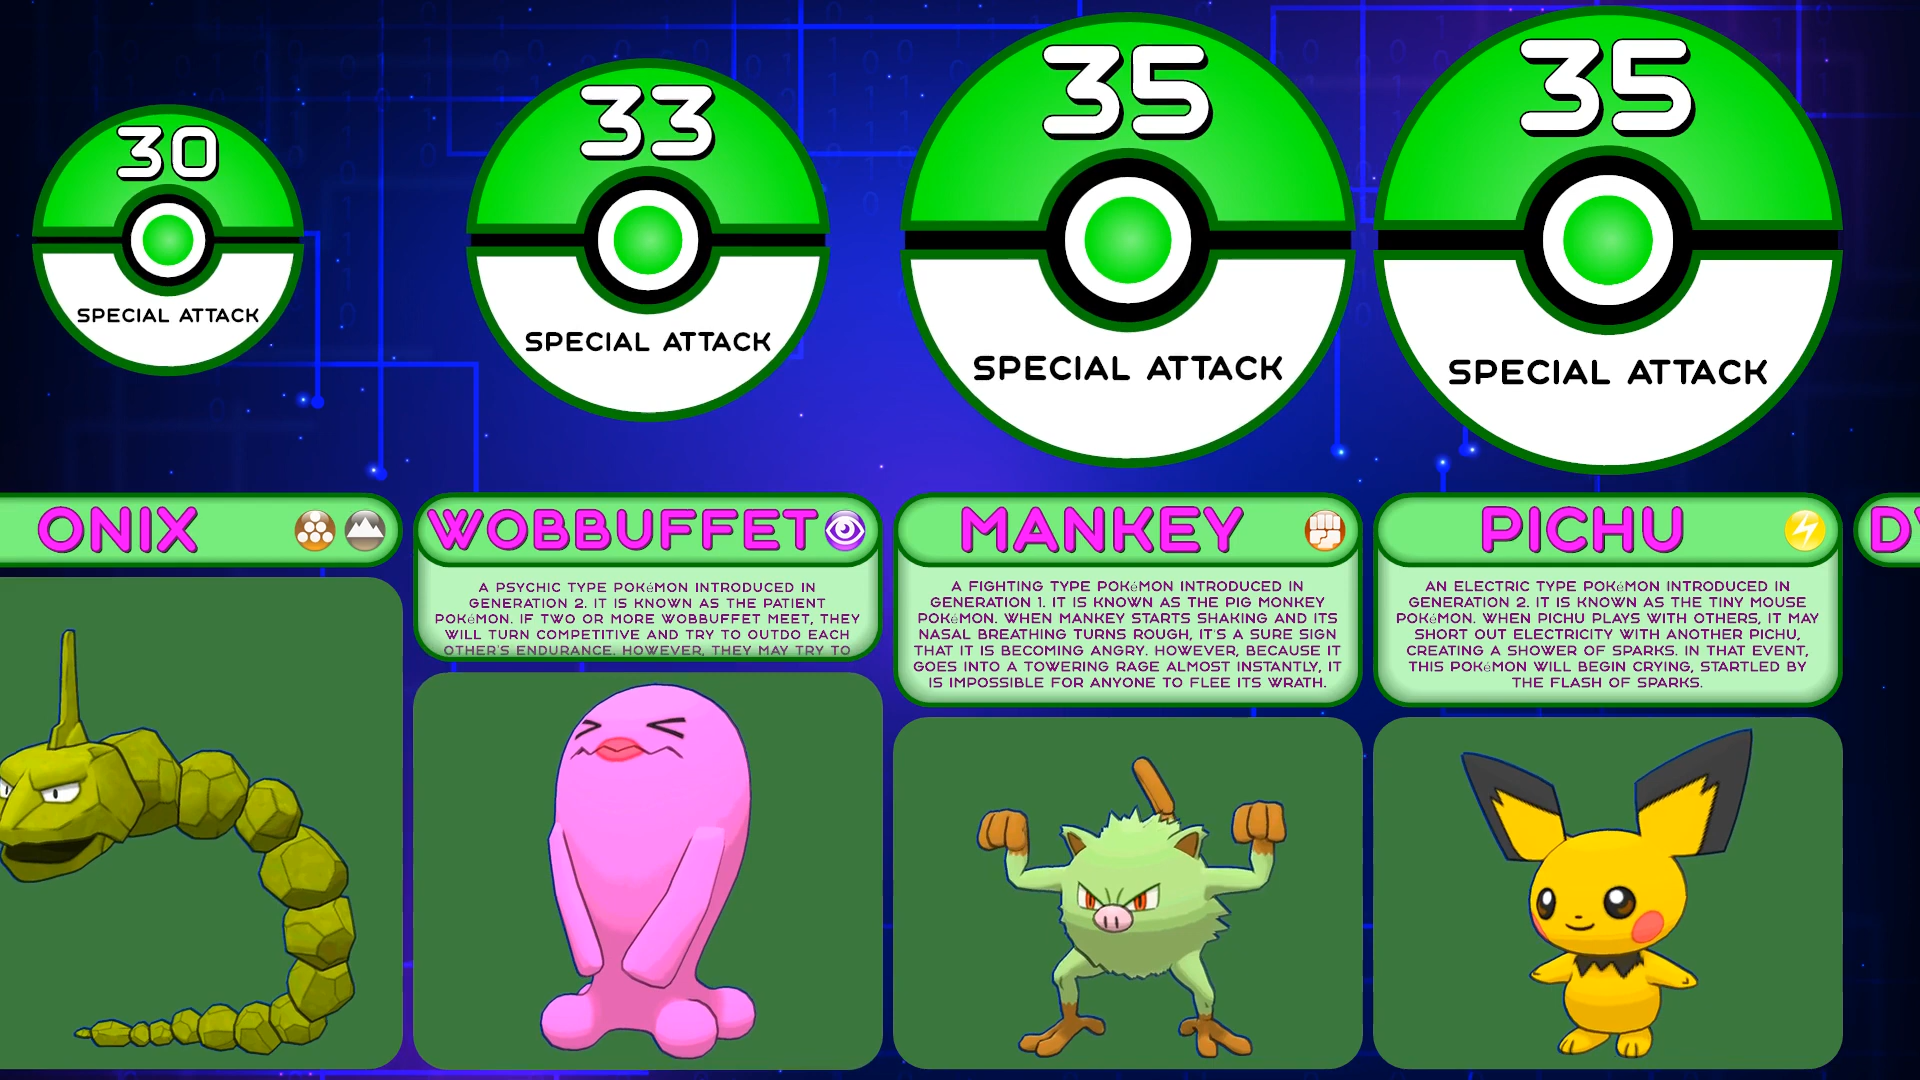 30
SPECIAL ATTACK
33
SPECIAL ATTACK
35
SPECIAL ATTACK
35
SPECIAL ATTACK
ONIX
WOBBUFFET
A PSYCHIC TYPE POKéMON INTRODUCED IN
GENERATION 2. IT IS KNOWN AS THE PATIENT
POKéMON. IF TWO OR MORE WOBBUFFET MEET, THEY
WILL TURN COMPETITIVE AND TRY TO OUTDO EACH
OTHER'S ENDURANCE. HOWEVER, THEY MAY TRY TO
MANKEY
A FIGHTING TYPE POKéMON INTRODUCED IN
GENERATION 1. IT IS KNOWN AS THE PIG MONKEY
POKéMON. WHEN MANKEY STARTS SHAKING AND ITS
NASAL BREATHING TURNS ROUGH, IT'S A SURE SIGN
THAT IT IS BECOMING ANGRY. HOWEVER, BECAUSE IT
GOES INTO A TOWERING RAGE ALMOST INSTANTLY, IT
IS IMPOSSIBLE FOR ANYONE TO FLEE ITS WRATH.
PICHU
AN ELECTRIC TYPE POKéMON INTRODUCED IN
GENERATION 2. IT IS KNOWN AS THE TINY MOUSE
POKéMON. WHEN PICHU PLAYS WITH OTHERS, IT MAY
SHORT OUT ELECTRICITY WITH ANOTHER PICHU,
CREATING A SHOWER OF SPARKS. IN THAT EVENT,
THIS POKéMON WILL BEGIN CRYING, STARTLED BY
THE FLASH OF SPARKS.